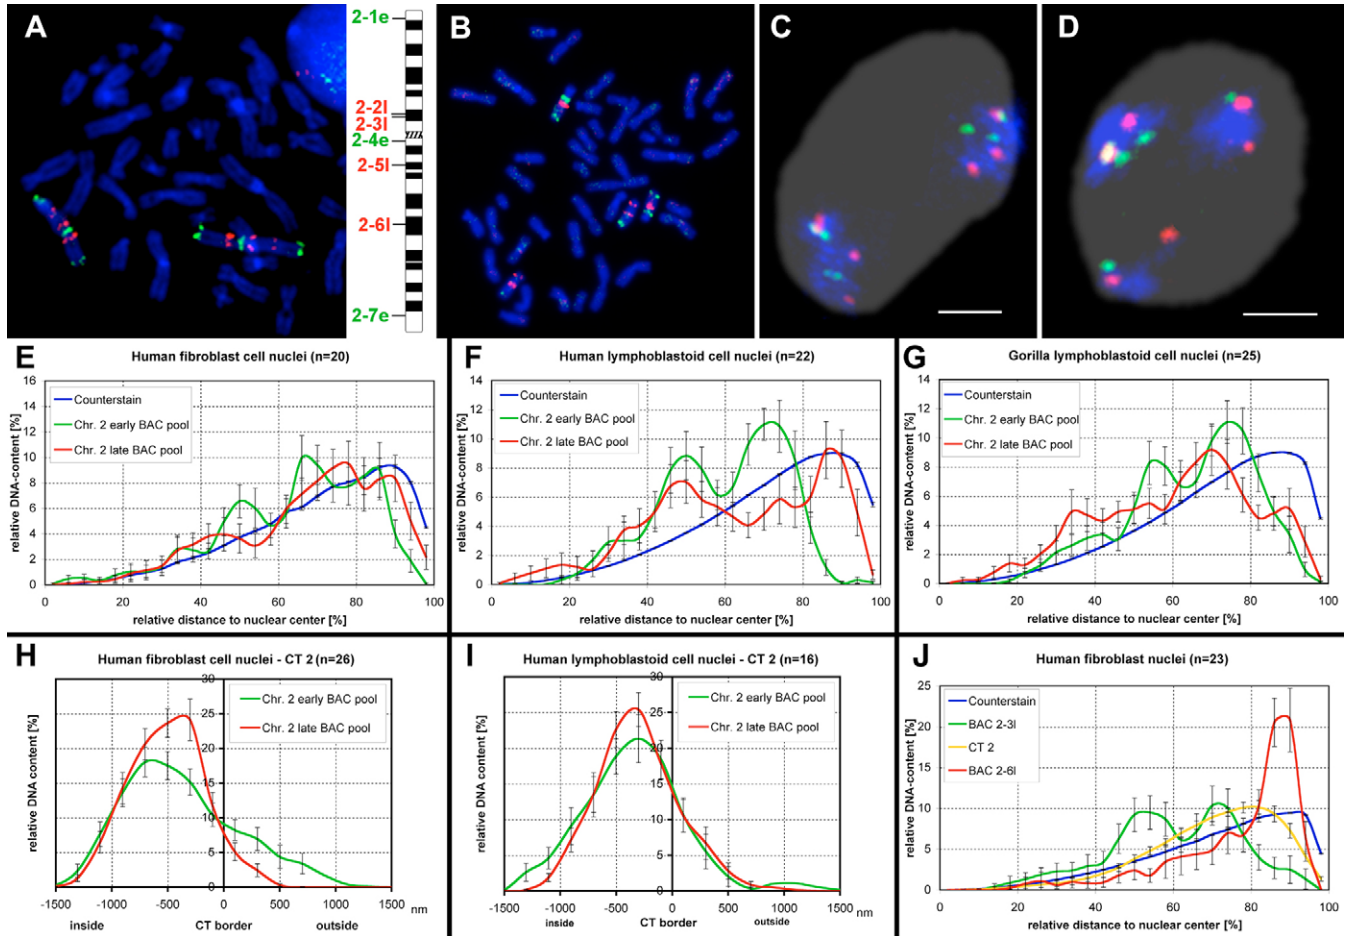 A
2-1e
2-2l
2-3l
2-4e
2-5l
2-6l
2-7e
B
C
D
E
Human fibroblast cell nuclei (n=20)
relative DNA-content [%]
16
14
12
10
8
6
4
2
0
Counterstain
Chr. 2 early BAC pool
Chr. 2 late BAC pool
0 20 40 60 80 100
relative distance to nuclear center [%]
F
Human lymphoblastoid cell nuclei (n=22)
relative DNA-content [%]
14
12
10
8
6
4
2
0
Counterstain
Chr. 2 early BAC pool
Chr. 2 late BAC pool
0 20 40 60 80 100
relative distance to nuclear center [%]
G
Gorilla lymphoblastoid cell nuclei (n=25)
relative DNA-content [%]
14
12
10
8
6
4
2
0
Counterstain
Chr. 2 early BAC pool
Chr. 2 late BAC pool
0 20 40 60 80 100
relative distance to nuclear center [%]
H
Human fibroblast cell nuclei - CT 2 (n=26)
relative DNA content [%]
30
25
20
15
10
5
0
Chr. 2 early BAC pool
Chr. 2 late BAC pool
-1500 -1000 -500 0 500 1000 1500 nm
inside CT border outside
I
Human lymphoblastoid cell nuclei - CT 2 (n=16)
relative DNA content [%]
30
25
20
15
10
5
0
Chr. 2 early BAC pool
Chr. 2 late BAC pool
-1500 -1000 -500 0 500 1000 1500 nm
inside CT border outside
J
Human fibroblast nuclei (n=23)
relative DNA-content [%]
25
20
15
10
5
0
Counterstain
BAC 2-3l
CT 2
BAC 2-6l
0 20 40 60 80 100
relative distance to nuclear center [%]